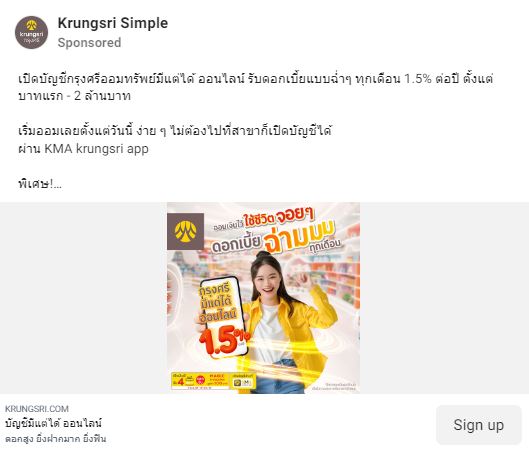 Krungsri Simple
Sponsored
เปิดบัญชีกรุงศรีออมทรัพย์มีแต่ได้ ออนไลน์ รับดอกเบี้ยแบบฉ่ำๆ ทุกเดือน 1.5% ต่อปี ตั้งแต่
บาทแรก - 2 ล้านบาท
เริ่มออมเลยตั้งแต่วันนี้ ง่าย ๆ ไม่ต้องไปที่สาขาก็เปิดบัญชีได้
ผ่าน KMA krungsri app
พิเศษ!...
krungsri
กรุงศรี
ออมเงินไว้ ใช้ชีวิต จอยๆ
ดอกเบี้ย ฉ่ามมม
ทุกเดือน
กรุงศรี
มีแต่ได้
ออนไลน์
1.5%
KRUNGSRI.COM
บัญชีมีแต่ได้ ออนไลน์
ดอกสูง ยิ่งฝากมาก ยิ่งฟิน
Sign up